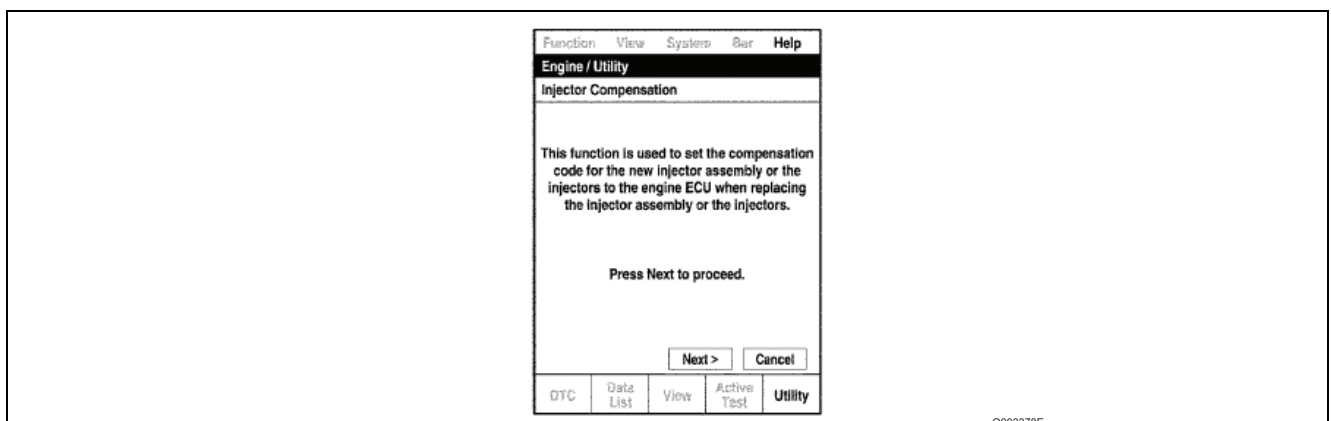 Function View System Bar Help
Engine / Utility
Injector Compensation
This function is used to set the compensation
code for the new injector assembly or the
injectors to the engine ECU when replacing
the injector assembly or the injectors.
Press Next to proceed.
Next > Cancel
DTC Data List View Active Test Utility